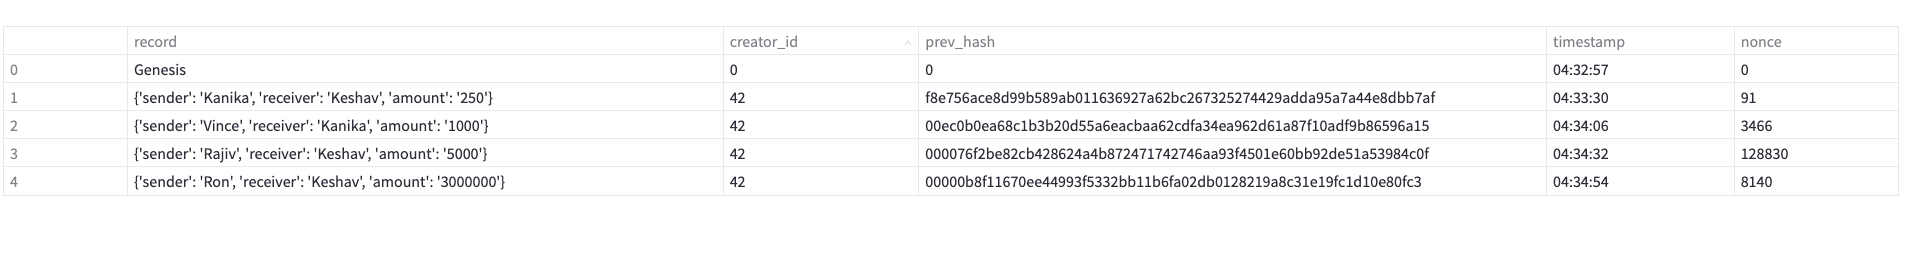 record creator_id prev_hash timestamp nonce
0 Genesis 0 0 04:32:57 0
1 {'sender': 'Kanika', 'receiver': 'Keshav', 'amount': '250'} 42 f8e756ace8d99b589ab011636927a62bc267325274429adda95a7a44e8dbb7af 04:33:30 91
2 {'sender': 'Vince', 'receiver': 'Kanika', 'amount': '1000'} 42 00ec0b0ea68c1b3b20d55a6eacbaa62cdfa34ea962d61a87f10adf9b86596a15 04:34:06 3466
3 {'sender': 'Rajiv', 'receiver': 'Keshav', 'amount': '5000'} 42 000076f2be82cb428624a4b872471742746aa93f4501e60bb92de51a53984c0f 04:34:32 128830
4 {'sender': 'Ron', 'receiver': 'Keshav', 'amount': '3000000'} 42 00000b8f11670ee44993f5332bb11b6fa02db0128219a8c31e19fc1d10e80fc3 04:34:54 8140